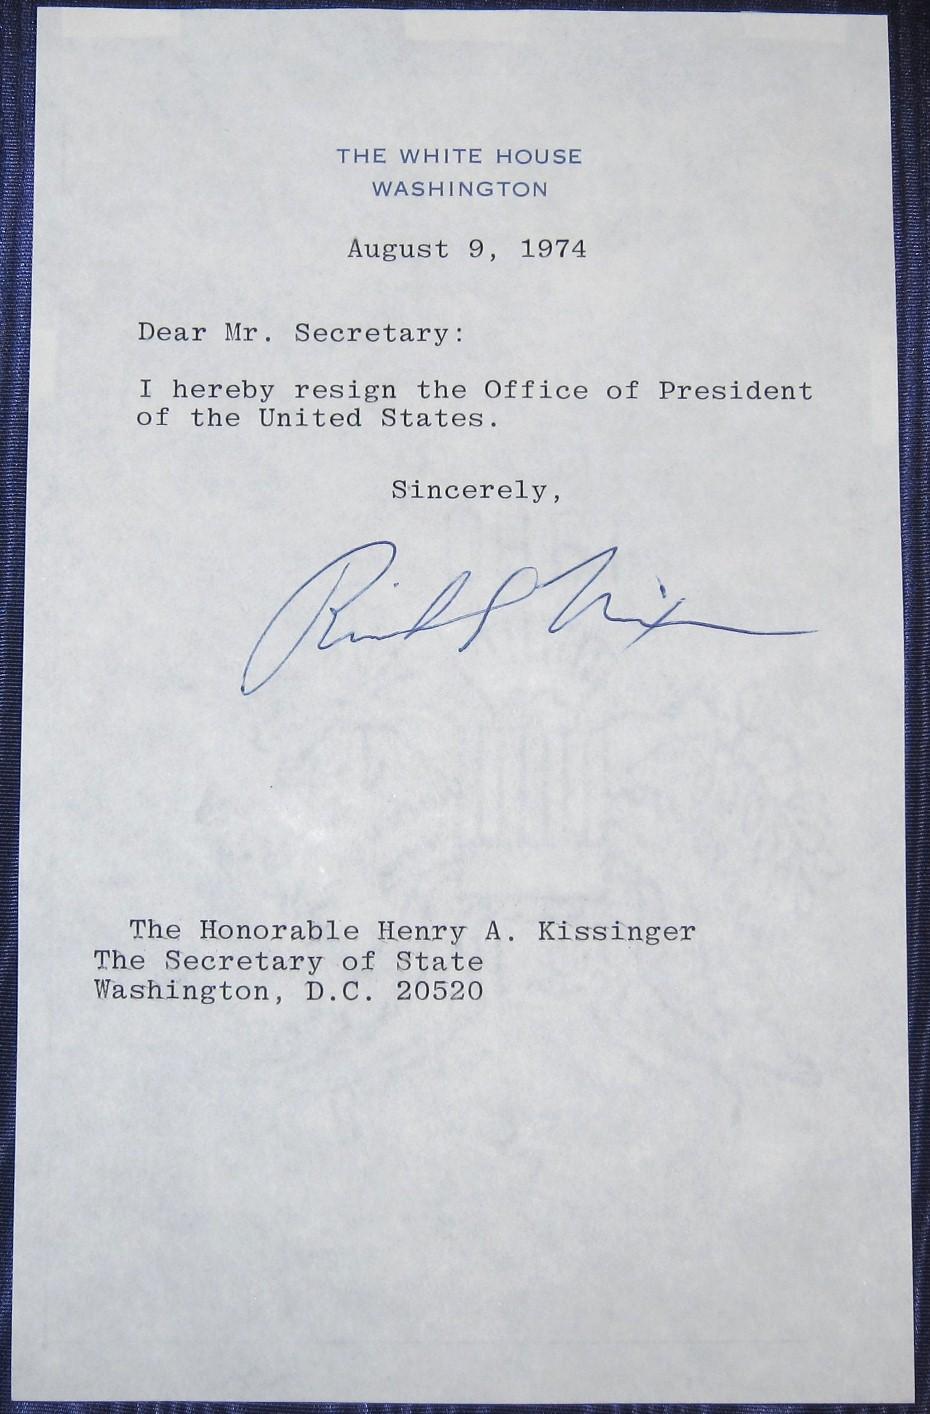 THE WHITE HOUSE
WASHINGTON
August 9, 1974
Dear Mr. Secretary:
I hereby resign the Office of President
of the United States.
Sincerely,
Richard Nixon
The Honorable Henry A. Kissinger
The Secretary of State
Washington, D.C. 20520